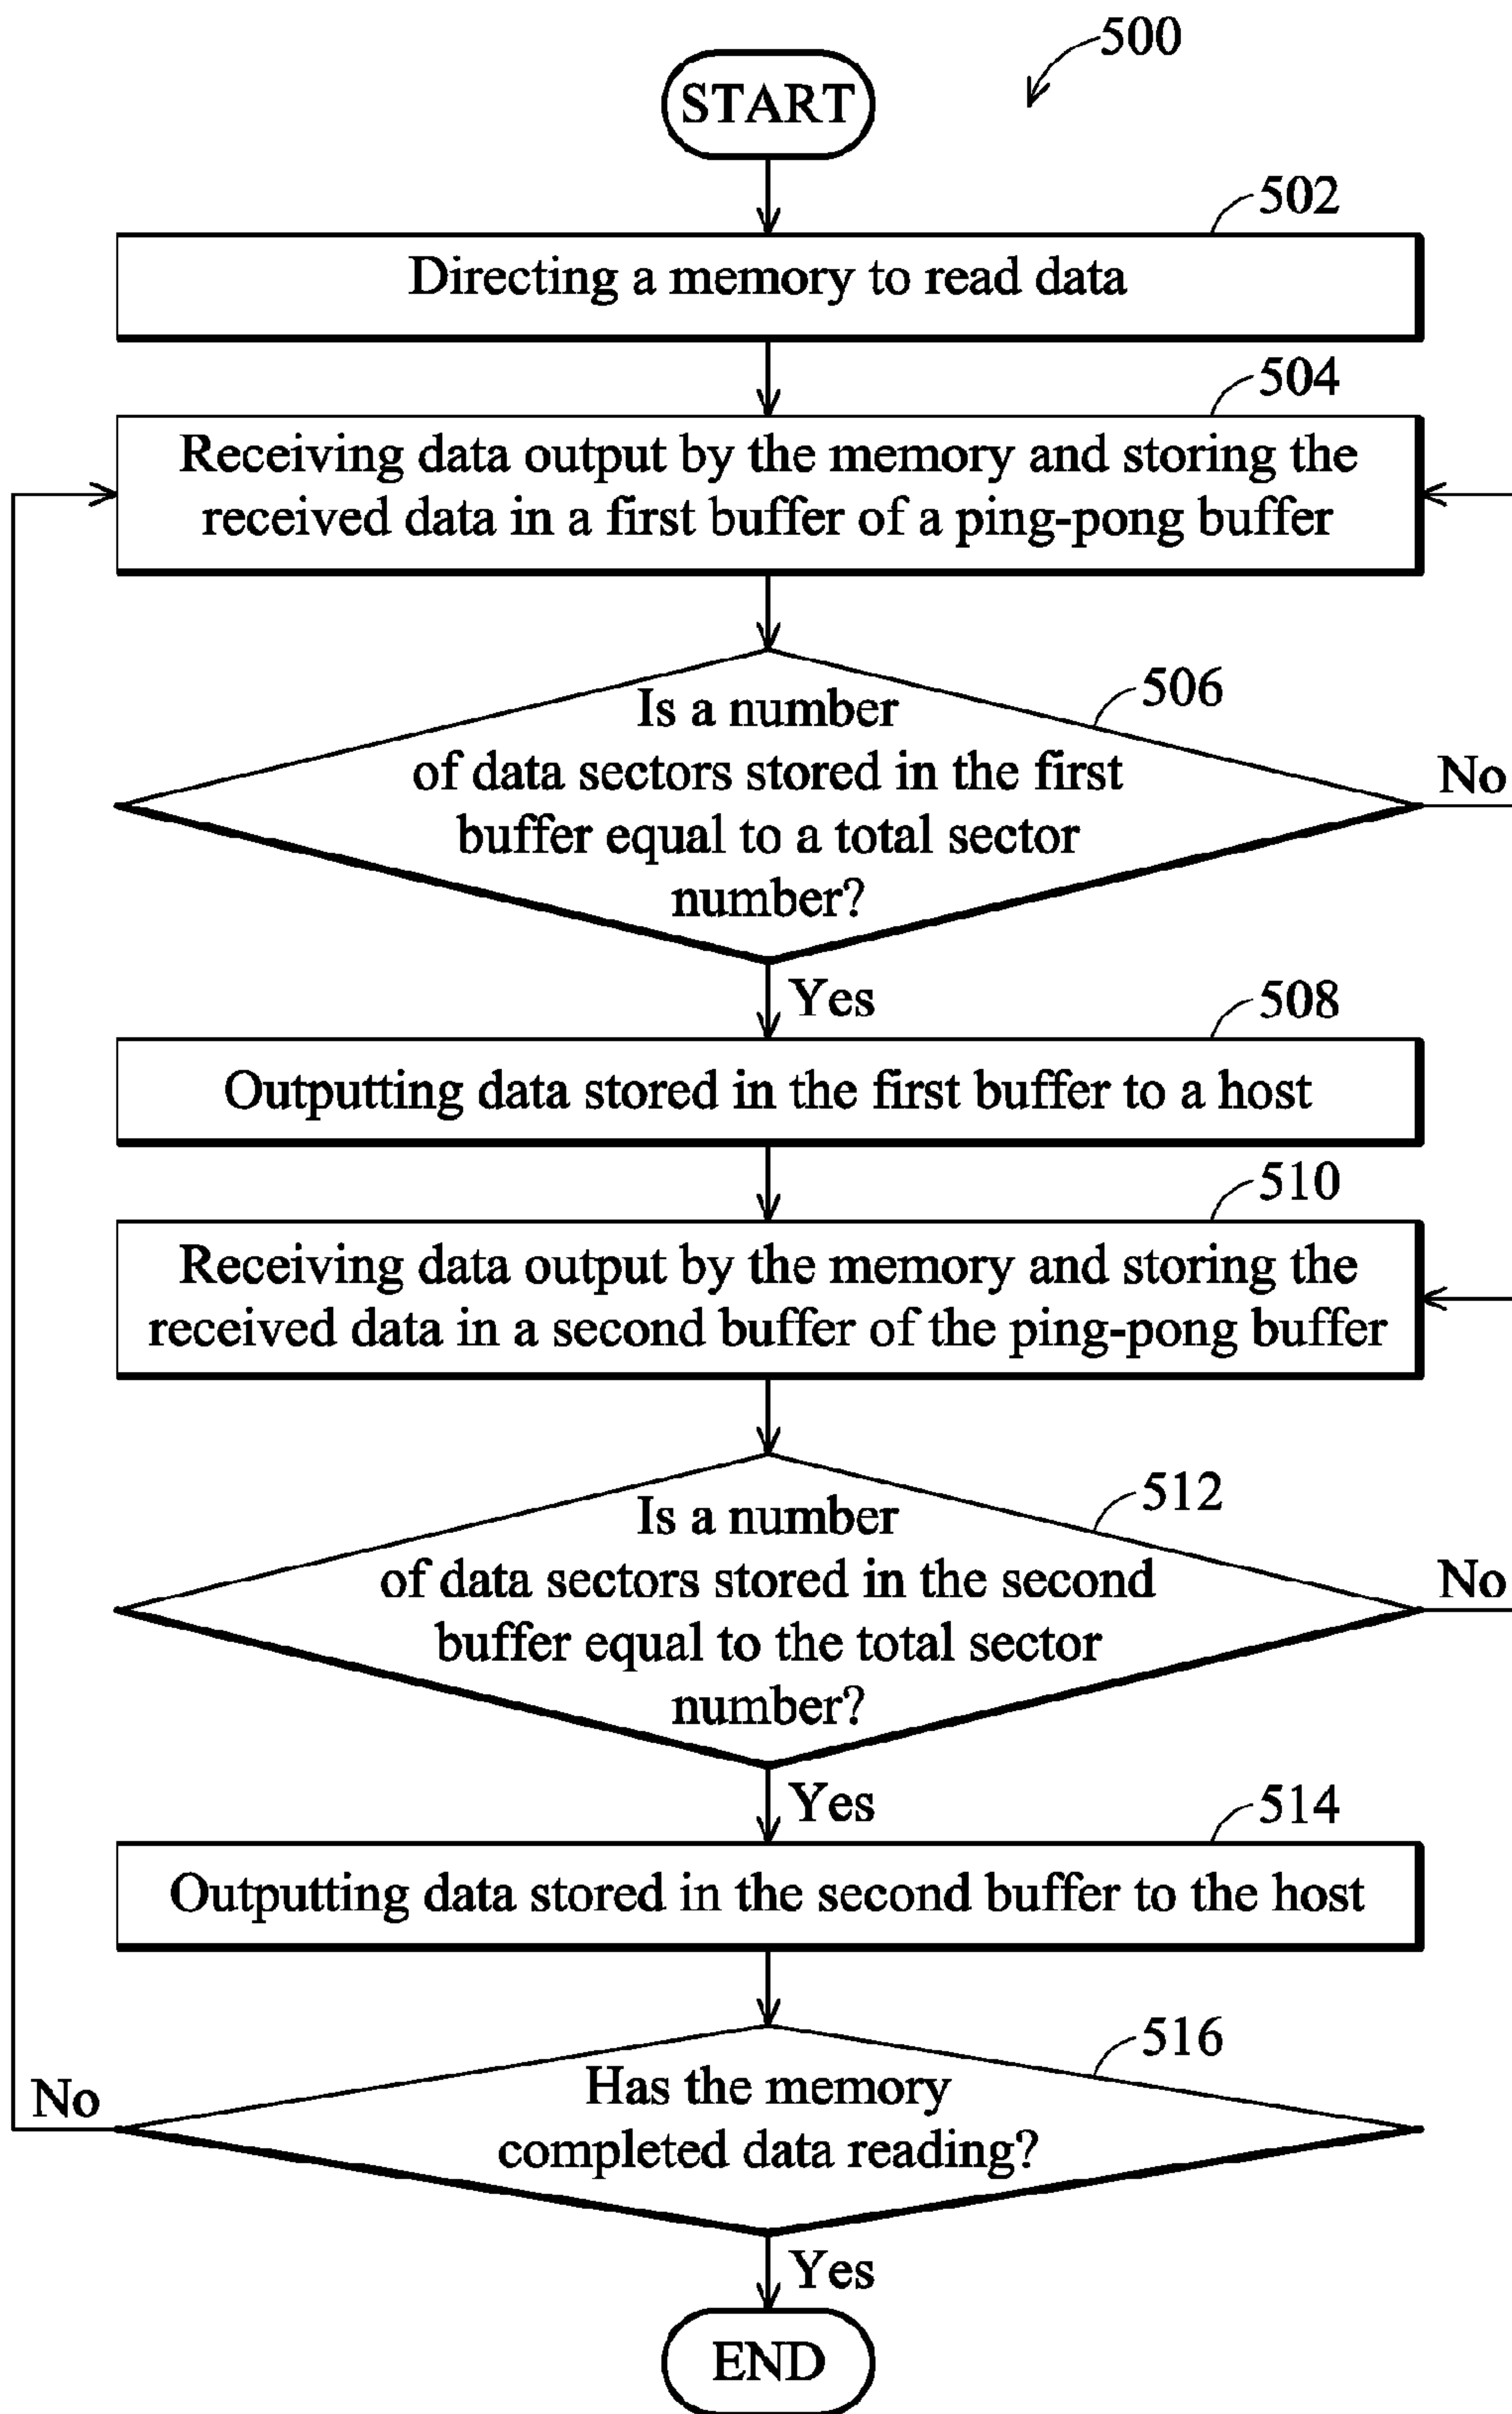 500
START
502
Directing a memory to read data
504
Receiving data output by the memory and storing the
received data in a first buffer of a ping-pong buffer
506
Is a number
of data sectors stored in the first
buffer equal to a total sector
number?
No
Yes
508
Outputting data stored in the first buffer to a host
510
Receiving data output by the memory and storing the
received data in a second buffer of the ping-pong buffer
512
Is a number
of data sectors stored in the second
buffer equal to the total sector
number?
No
Yes
514
Outputting data stored in the second buffer to the host
516
Has the memory
completed data reading?
No
Yes
END